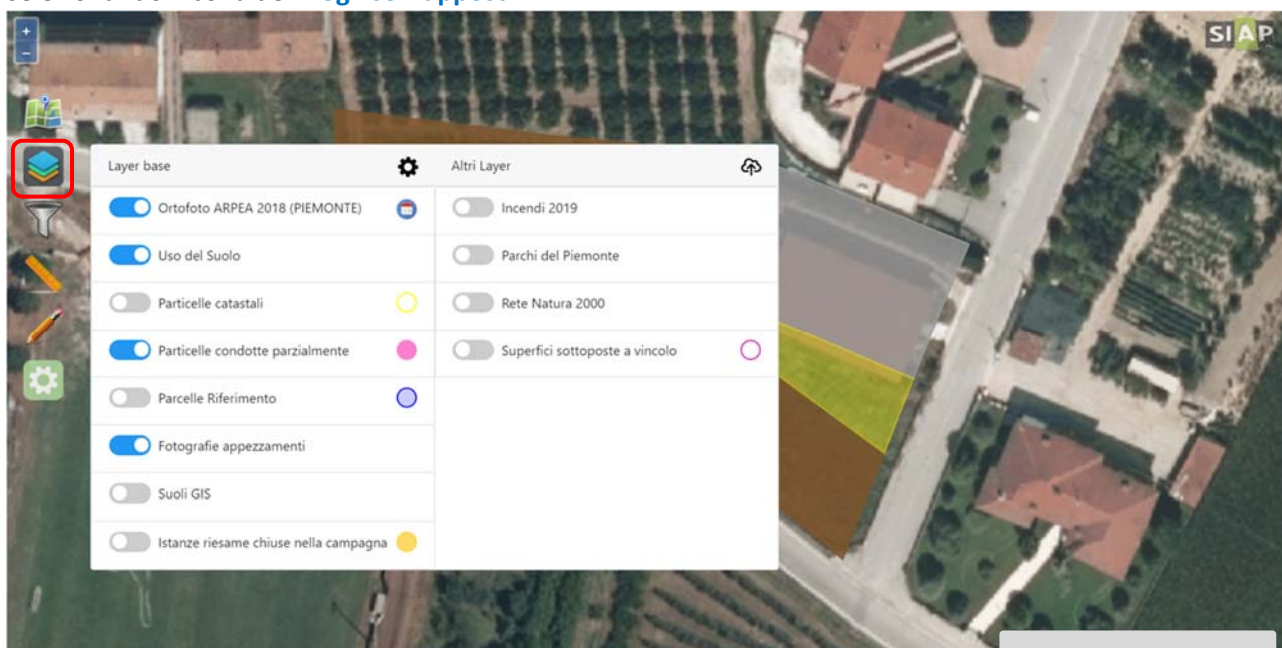 +
-
SIAP
Layer base
Ortofoto ARPEA 2018 (PIEMONTE)
Uso del Suolo
Particelle catastali
Particelle condotte parzialmente
Parcelle Riferimento
Fotografie appezzamenti
Suoli GIS
Istanze riesame chiuse nella campagna
Altri Layer
Incendi 2019
Parchi del Piemonte
Rete Natura 2000
Superfici sottoposte a vincolo